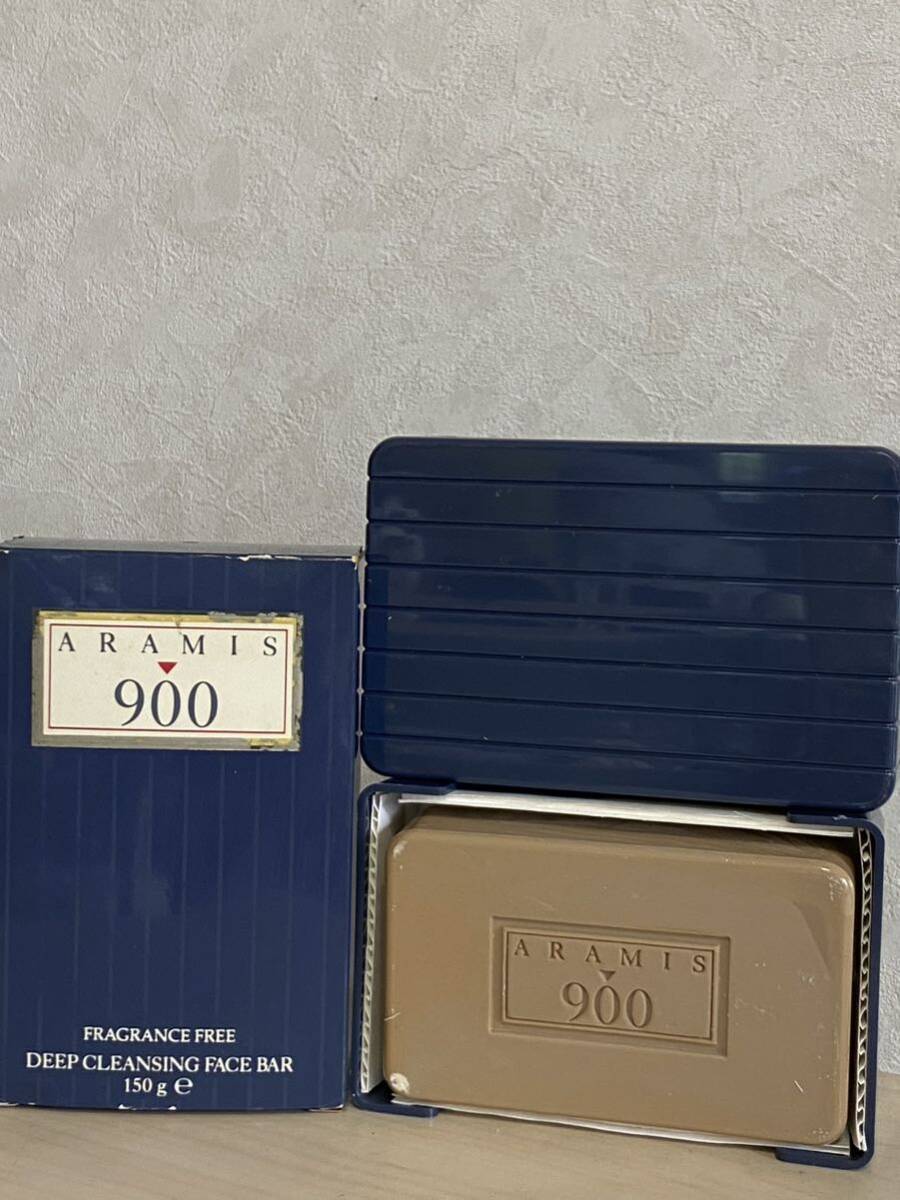 ARAMIS
900
FRAGRANCE FREE
DEEP CLEANSING FACE BAR
150 g ℮
ARAMIS
900